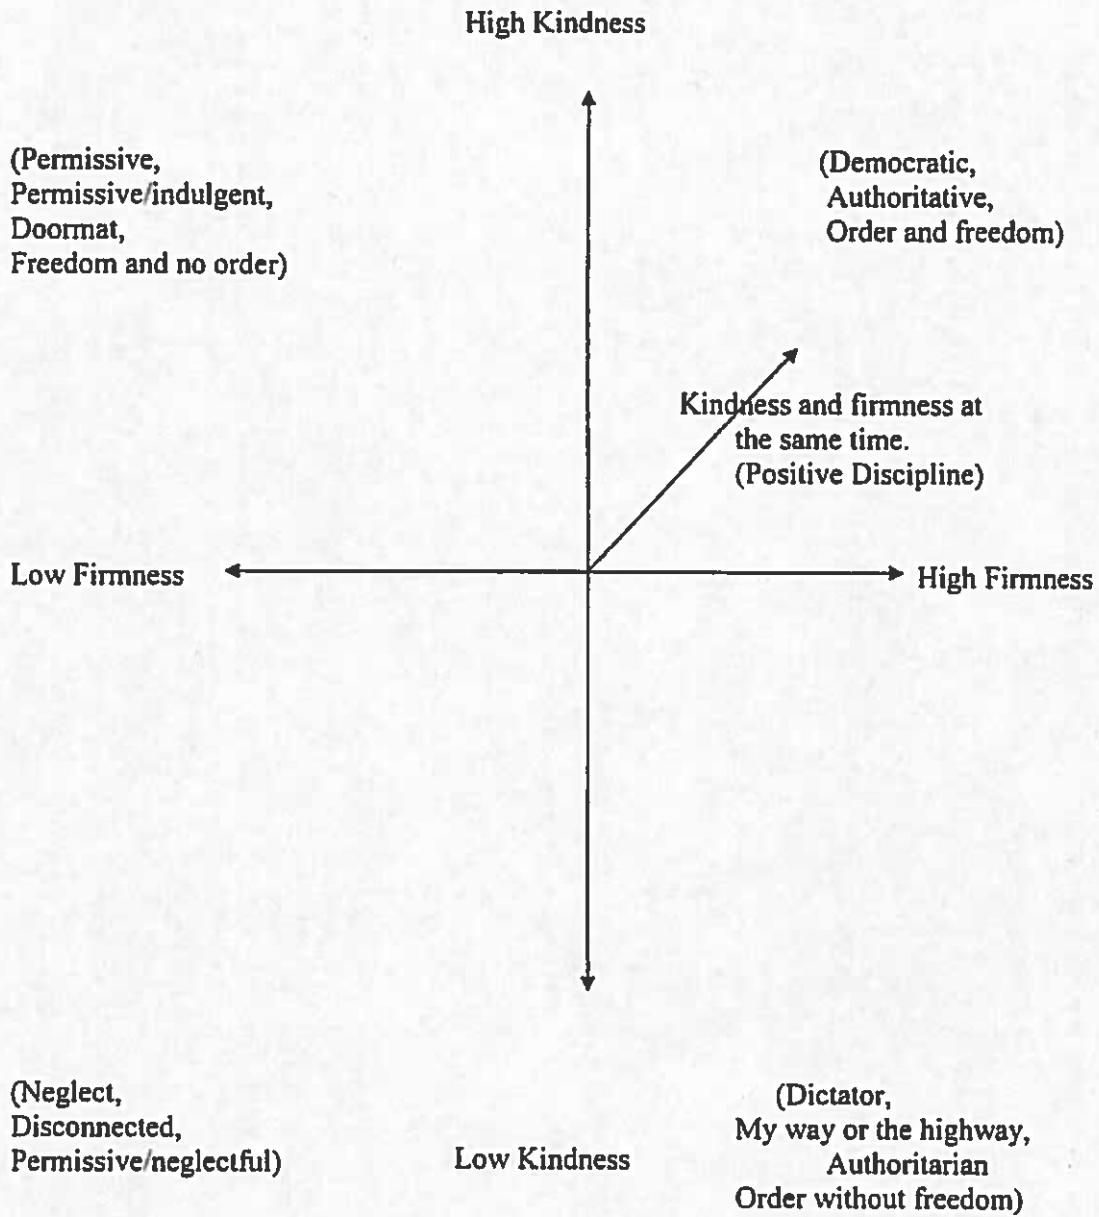 High Kindness
(Permissive,
Permissive/indulgent,
Doormat,
Freedom and no order)
(Democratic,
Authoritative,
Order and freedom)
Kindness and firmness at
the same time.
(Positive Discipline)
Low Firmness
High Firmness
(Neglect,
Disconnected,
Permissive/neglectful)
Low Kindness
(Dictator,
My way or the highway,
Authoritarian
Order without freedom)